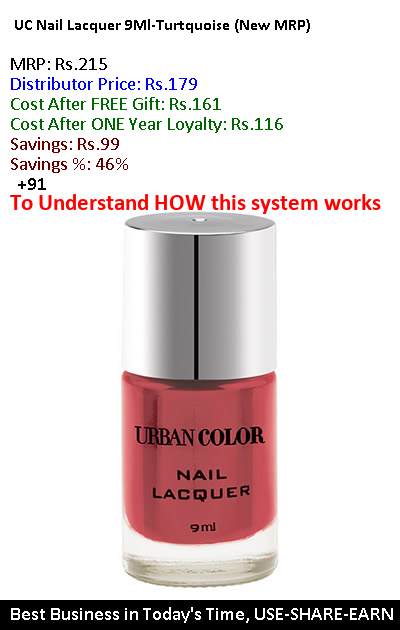 UC Nail Lacquer 9Ml-Turtquoise (New MRP)
MRP: Rs.215
Distributor Price: Rs.179
Cost After FREE Gift: Rs.161
Cost After ONE Year Loyalty: Rs.116
Savings: Rs.99
Savings %: 46%
+91
To Understand HOW this system works
URBAN COLOR
NAIL
LACQUER
9ml
Best Business in Today's Time, USE-SHARE-EARN